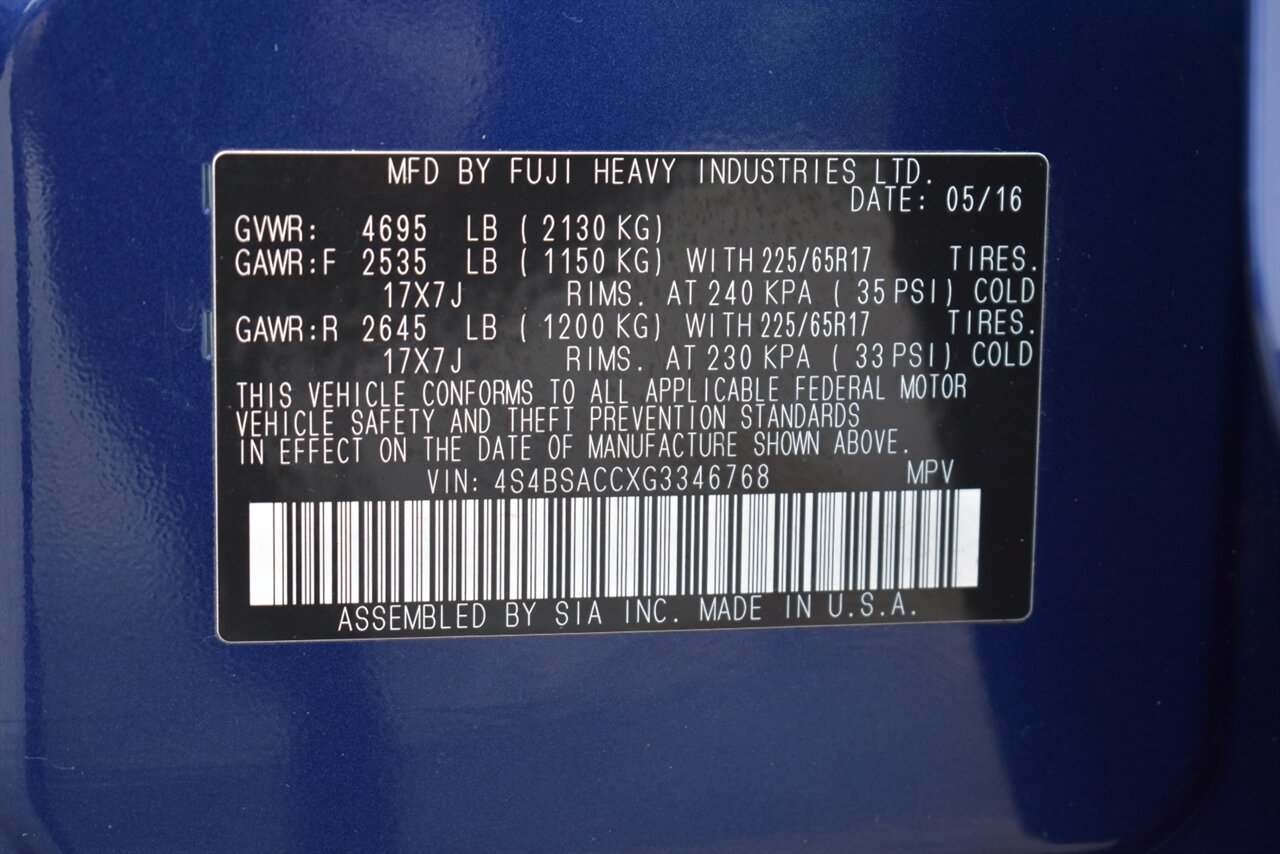 MFD BY FUJI HEAVY INDUSTRIES LTD.
DATE: 05/16
GVWR: 4695 LB ( 2130 KG)
GAWR:F 2535 LB ( 1150 KG) WITH 225/65R17 TIRES.
17X7J RIMS. AT 240 KPA ( 35 PSI) COLD
GAWR:R 2645 LB ( 1200 KG) WITH 225/65R17 TIRES.
17X7J RIMS. AT 230 KPA ( 33 PSI) COLD
THIS VEHICLE CONFORMS TO ALL APPLICABLE FEDERAL MOTOR
VEHICLE SAFETY AND THEFT PREVENTION STANDARDS
IN EFFECT ON THE DATE OF MANUFACTURE SHOWN ABOVE.
VIN: 4S4BSACCXG3346768 MPV
ASSEMBLED BY SIA INC. MADE IN U.S.A.